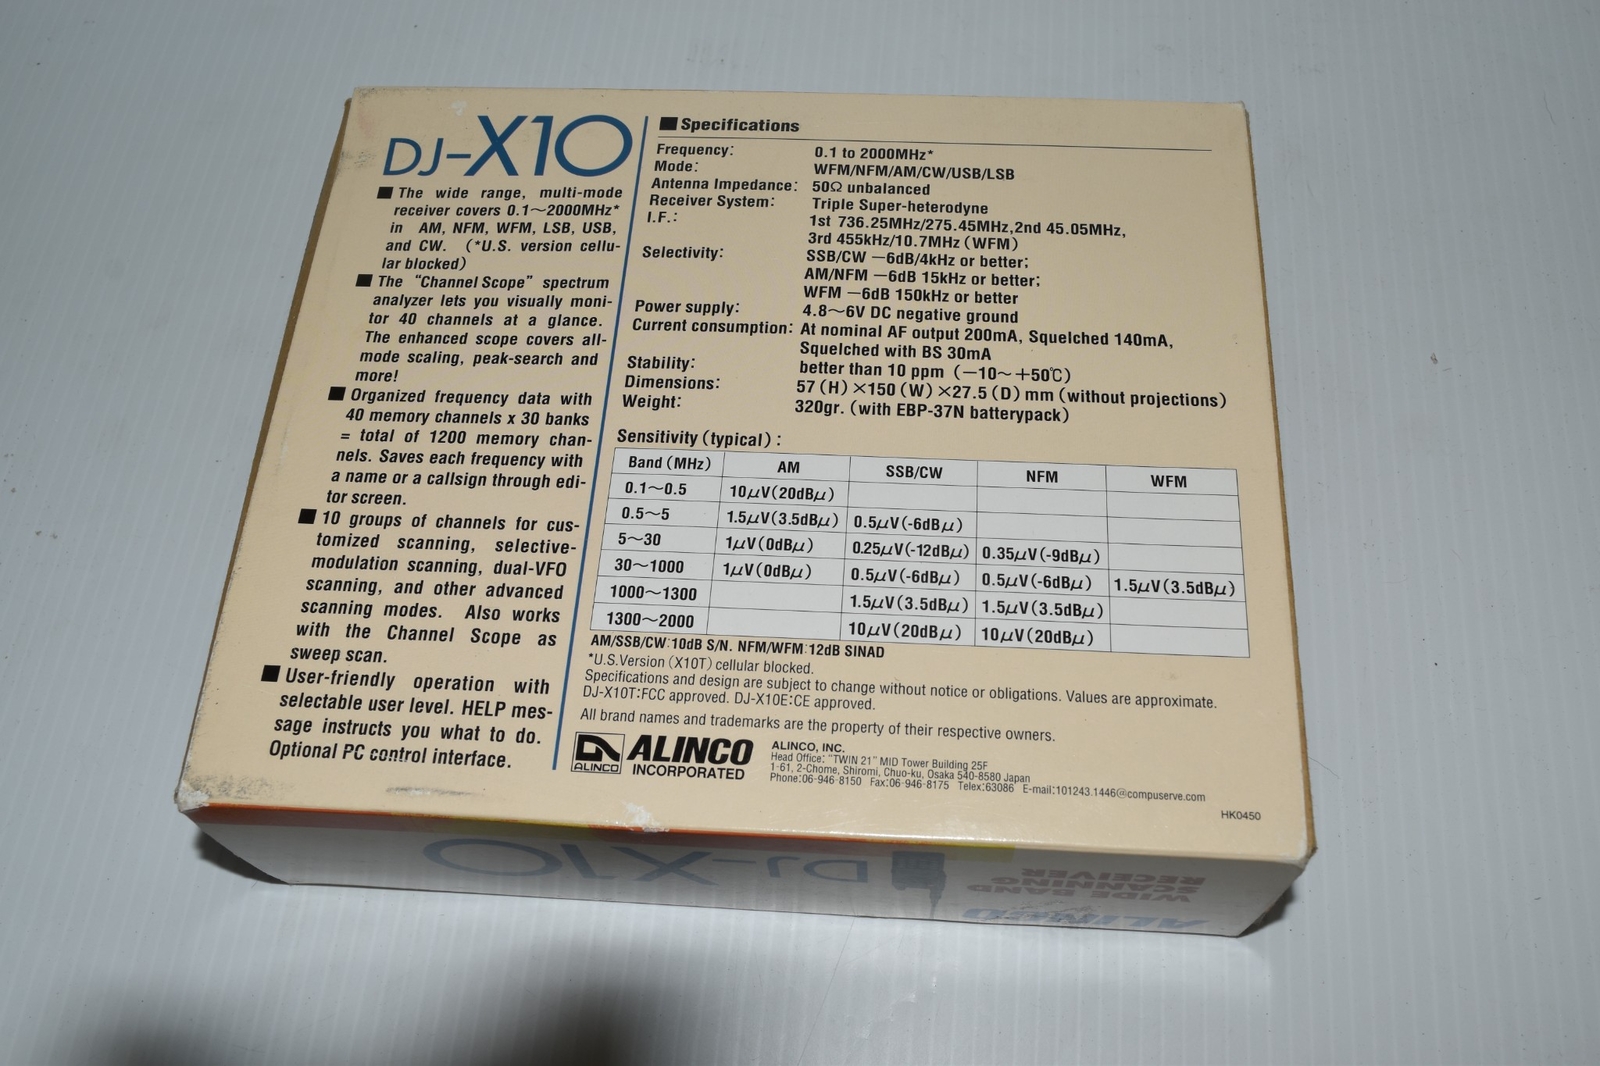 DJ-X10
■ The wide range, multi-mode
receiver covers 0.1~2000MHz*
in AM, NFM, WFM, LSB, USB,
and CW. (*U.S. version cellu-
lar blocked)
■ The "Channel Scope" spectrum
analyzer lets you visually moni-
tor 40 channels at a glance.
The enhanced scope covers all-
mode scaling, peak-search and
more!
■ Organized frequency data with
40 memory channels x 30 banks
= total of 1200 memory chan-
nels. Saves each frequency with
a name or a callsign through edi-
tor screen.
■ 10 groups of channels for cus-
tomized scanning, selective-
modulation scanning, dual-VFO
scanning, and other advanced
scanning modes. Also works
with the Channel Scope as
sweep scan.
■ User-friendly operation with
selectable user level. HELP mes-
sage instructs you what to do.
Optional PC control interface.
■ Specifications
Frequency: 0.1 to 2000MHz*
Mode: WFM/NFM/AM/CW/USB/LSB
Antenna Impedance: 50Ω unbalanced
Receiver System: Triple Super-heterodyne
I.F.: 1st 736.25MHz/275.45MHz,2nd 45.05MHz,
3rd 455kHz/10.7MHz (WFM)
Selectivity: SSB/CW —6dB/4kHz or better;
AM/NFM —6dB 15kHz or better;
WFM —6dB 150kHz or better
Power supply: 4.8~6V DC negative ground
Current consumption: At nominal AF output 200mA, Squelched 140mA,
Squelched with BS 30mA
Stability: better than 10 ppm (—10~+50℃)
Dimensions: 57 (H) ×150 (W) ×27.5 (D) mm (without projections)
Weight: 320gr. (with EBP-37N batterypack)
Sensitivity (typical) :
Band (MHz) AM SSB/CW NFM WFM
0.1~0.5 10μV(20dBμ)
0.5~5 1.5μV(3.5dBμ) 0.5μV(-6dBμ)
5~30 1μV(0dBμ) 0.25μV(-12dBμ) 0.35μV(-9dBμ)
30~1000 1μV(0dBμ) 0.5μV(-6dBμ) 0.5μV(-6dBμ) 1.5μV(3.5dBμ)
1000~1300 1.5μV(3.5dBμ) 1.5μV(3.5dBμ)
1300~2000 10μV(20dBμ) 10μV(20dBμ)
AM/SSB/CW:10dB S/N. NFM/WFM:12dB SINAD
*U.S.Version (X10T) cellular blocked.
Specifications and design are subject to change without notice or obligations. Values are approximate.
DJ-X10T:FCC approved. DJ-X10E:CE approved.
All brand names and trademarks are the property of their respective owners.
ALINCO
ALINCO
INCORPORATED
ALINCO, INC.
Head Office: "TWIN 21" MID Tower Building 25F
1-61, 2-Chome, Shiromi, Chuo-ku, Osaka 540-8580 Japan
Phone:06-946-8150 Fax:06-946-8175 Telex:63086 E-mail:101243.1446@compuserve.com
HK0450
DJ-X10
WIDE BAND
SCANNING
RECEIVER
ALINCO